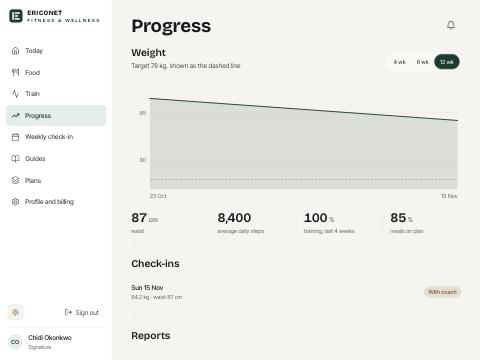 ERICONET
FITNESS & WELLNESS
Today
Food
Train
Progress
Weekly check-in
Guides
Plans
Profile and billing
Sign out
CO
Chidi Okonkwo
Signature
Progress
Weight
Target 78 kg, shown as the dashed line
4 wk 8 wk 12 wk
85
80
25 Oct 15 Nov
87 cm
waist
8,400
average daily steps
100 %
training, last 4 weeks
85 %
meals on plan
Check-ins
Sun 15 Nov
84.2 kg · waist 87 cm
With coach
Reports